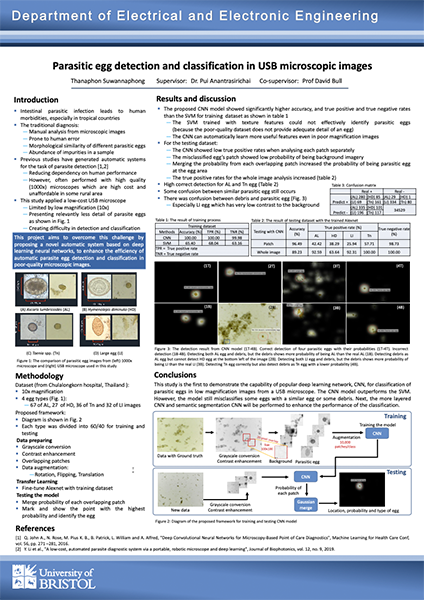 Department of Electrical and Electronic Engineering
Parasitic egg detection and classification in USB microscopic images
Thanaphon Suwannaphong Supervisor: Dr. Pui Anantrasirichai Co-supervisor: Prof David Bull
Introduction
• Intestinal parasitic infection leads to human
morbidities, especially in tropical countries
• The traditional diagnosis:
— Manual analysis from microscopic images
— Prone to human error
— Morphological similarity of different parasitic eggs
— Abundance of impurities in a sample
• Previous studies have generated automatic systems
for the task of parasite detection [1,2]
— Reducing dependency on human performance
— However, often performed with high quality
(1000x) microscopes which are high cost and
unaffordable in some rural area
• This study applied a low-cost USB microscope
— Limited by low magnification (10x)
— Presenting relevantly less detail of parasitic eggs
as shown in Fig. 1
— Creating difficulty in detection and classification
This project aims to overcome this challenge by
proposing a novel automatic system based on deep
learning neural networks, to enhance the efficiency of
automatic parasite egg detection and classification in
poor-quality microscopic images.
(A) Ascaris lumbricoides (AL) (B) Hymenolepis diminuta (HD)
(C) Taenia spp. (Tn) (D) Large egg (LI)
Figure 1: The comparison of parasitic egg images from (left) 1000x
microscope and (right) USB microscope used in this study
Methodology
Dataset (from Chulalongkorn hospital, Thailand):
• 10x magnification
• 4 egg types (Fig. 1):
— 67 of AL, 27 of HD, 36 of Tn and 32 of LI images
Proposed framework:
• Diagram is shown in Fig. 2
• Each type was divided into 60/40 for training and
testing
Data preparing
• Grayscale conversion
• Contrast enhancement
• Overlapping patches
• Data augmentation:
— Rotation, Flipping, Translation
Transfer Learning
• Fine-tune Alexnet with training dataset
Testing the model
• Merge probability of each overlapping patch
• Mark and show the point with the highest
probability and identify the egg
Results and discussion
• The proposed CNN model showed significantly higher accuracy, and true positive and true negative rates
than the SVM for training dataset as shown in table 1
— The SVM trained with texture features could not effectively identify parasitic eggs
(because the poor-quality dataset does not provide adequate detail of an egg)
— The CNN can automatically learn more useful features even in poor magnification images
• For the testing dataset:
— The CNN showed low true positive rates when analysing each patch separately
— The misclassified egg's patch showed low probability of being background imagery
— Merging the probability from each overlapping patch increased the probability of being parasitic egg
at the egg area
— The true positive rates for the whole image analysis increased (table 2)
• High correct detection for AL and Tn egg (Table 2)
• Some confusion between similar parasitic egg still occurs
• There was confusion between debris and parasitic egg (Fig. 3)
— Especially LI egg which has very low contrast to the background
Table 3: Confusion matrix
Real + Real -
Predict +
Predict -
34529
Table 1: The result of training process
Training dataset
Methods Accuracy (%) TPR (%) TNR (%)
CNN 100.00 100.00 99.98
SVM 65.40 68.04 63.16
TPR = True positive rate
TNR = True negative rate
Table 2: The result of testing dataset with the trained Alexnet
Testing with CNN Accuracy (%) True positive rate (%) True negative rate (%)
AL HD LI Tn
Patch 96.49 42.42 38.28 25.94 57.71 98.73
Whole image 89.23 92.59 63.64 92.31 100.00 100.00
(1T) (2T) (3T) (4T)
(1B) (2B) (3B) (4B)
Figure 3: The detection result from CNN model (1T-4B). Correct detection of four parasitic eggs with their probabilities (1T-4T). Incorrect
detection (1B-4B). Detecting both AL egg and debris, but the debris shows more probability of being AL than the real AL (1B). Detecting debris as
AL egg but cannot detect HD egg at the bottom left of the image (2B). Detecting both LI egg and debris, but the debris shows more probability of
being LI than the real LI (3B). Detecting Tn egg correctly but also detect debris as Tn egg with a lower probability (4B).
Conclusions
This study is the first to demonstrate the capability of popular deep learning network, CNN, for classification of
parasitic eggs in low magnification images from a USB microscope. The CNN model outperforms the SVM.
However, the model still misclassifies some eggs with a similar egg or some debris. Next, the more layered
CNN and semantic segmentation CNN will be performed to enhance the performance of the classification.
Training
Training the model
CNN
Augmentation
Data with Ground truth
Grayscale conversion
Contrast enhancement
Background Parasitic egg
Testing
CNN
Probability of
each patch
Gaussian
merge
New data
Grayscale conversion
Contrast enhancement
Location, probability and type of egg
Figure 2: Diagram of the proposed framework for training and testing CNN model
References
[1] Q. John A., N. Rose, M. Pius K. B., B. Patrick, L. William and A. Alfred, "Deep Convolutional Neural Networks for Microscopy-Based Point of Care Diagnostics", Machine Learning for Health Care Conf,
vol. 56, pp. 271–281, 2016.
[2] Y. Li et al., "A low-cost, automated parasite diagnostic system via a portable, robotic microscope and deep learning", Journal of Biophotonics, vol. 12, no. 9, 2019.
University of
BRISTOL